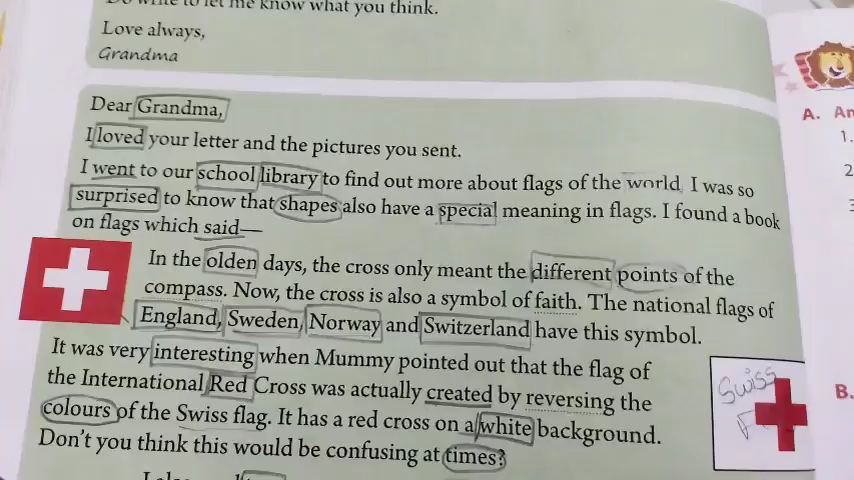 Do write to let me know what you think.
Love always,
Grandma
Dear Grandma,
I loved your letter and the pictures you sent.
I went to our school library to find out more about flags of the world. I was so
surprised to know that shapes also have a special meaning in flags. I found a book
on flags which said—
In the olden days, the cross only meant the different points of the
compass. Now, the cross is also a symbol of faith. The national flags of
England, Sweden, Norway and Switzerland have this symbol.
It was very interesting when Mummy pointed out that the flag of
the International Red Cross was actually created by reversing the
colours of the Swiss flag. It has a red cross on a white background.
Don't you think this would be confusing at times?
Swiss
F
A. An
1.
2
3
B.